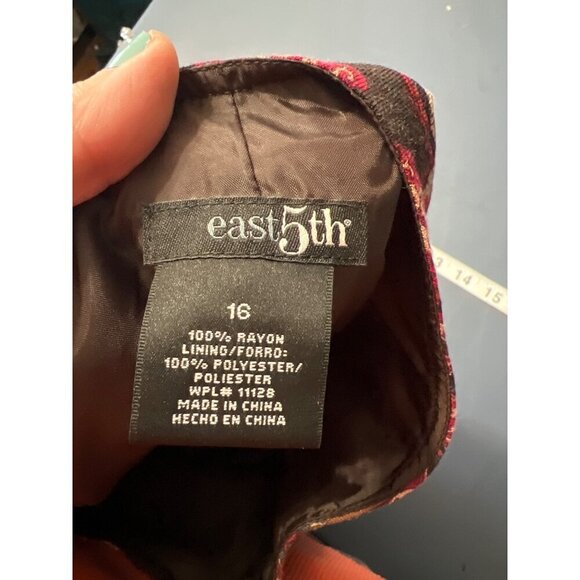 east5th
16
100% RAYON
LINING/FORRO:
100% POLYESTER/
POLIESTER
WPL# 11128
MADE IN CHINA
HECHO EN CHINA
3 14 15